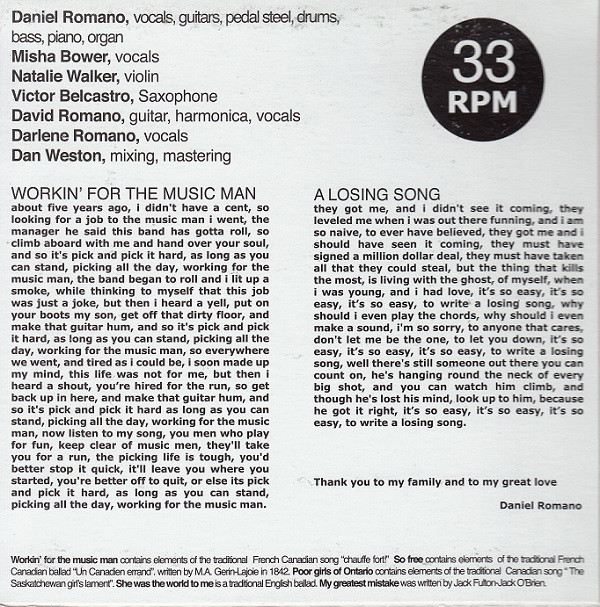 Daniel Romano, vocals, guitars, pedal steel, drums,
bass, piano, organ
Misha Bower, vocals
Natalie Walker, violin
Victor Belcastro, Saxophone
David Romano, guitar, harmonica, vocals
Darlene Romano, vocals
Dan Weston, mixing, mastering
33
RPM
WORKIN' FOR THE MUSIC MAN
about five years ago, i didn't have a cent, so
looking for a job to the music man i went, the
manager he said this band has gotta roll, so
climb aboard with me and hand over your soul,
and so it's pick and pick it hard, as long as you
can stand, picking all the day, working for the
music man, the band began to roll and i lit up a
smoke, while thinking to myself that this job
was just a joke, but then i heard a yell, put on
your boots my son, get off that dirty floor, and
make that guitar hum, and so it's pick and pick
it hard, as long as you can stand, picking all the
day, working for the music man, so everywhere
we went, and tired as i could be, i soon made up
my mind, this life was not for me, but then i
heard a shout, you're hired for the run, so get
back up in here, and make that guitar hum, and
so it's pick and pick it hard as long as you can
stand, picking all the day, working for the music
man, now listen to my song, you men who play
for fun, keep clear of music men, they'll take
you for a run, the picking life is tough, you'd
better stop it quick, it'll leave you where you
started, you're better off to quit, or else its pick
and pick it hard, as long as you can stand,
picking all the day, working for the music man.
A LOSING SONG
they got me, and i didn't see it coming, they
leveled me when i was out there funning, and i am
so naive, to ever have believed, they got me and i
should have seen it coming, they must have
signed a million dollar deal, they must have taken
all that they could steal, but the thing that kills
the most, is living with the ghost, of myself, when
i was young, and i had love, it's so easy, it's so
easy, it's so easy, to write a losing song, why
should i even play the chords, why should i even
make a sound, i'm so sorry, to anyone that cares,
don't let me be the one, to let you down, it's so
easy, it's so easy, it's so easy, to write a losing
song, well there's still someone out there you can
count on, he's hanging round the neck of every
big shot, and you can watch him climb, and
though he's lost his mind, look up to him, because
he got it right, it's so easy, it's so easy, it's so
easy, to write a losing song.
Thank you to my family and to my great love
Daniel Romano
Workin' for the music man contains elements of the traditional French Canadian song "chauffe fort!" So free contains elements of the traditional French
Canadian ballad "Un Canadien errand". written by M.A. Gerin-Lajoie in 1842. Poor girls of Ontario contains elements of the traditional Canadian song " The
Saskatchewan girl's lament". She was the world to me is a traditional English ballad. My greatest mistake was written by Jack Fulton-Jack O'Brien.